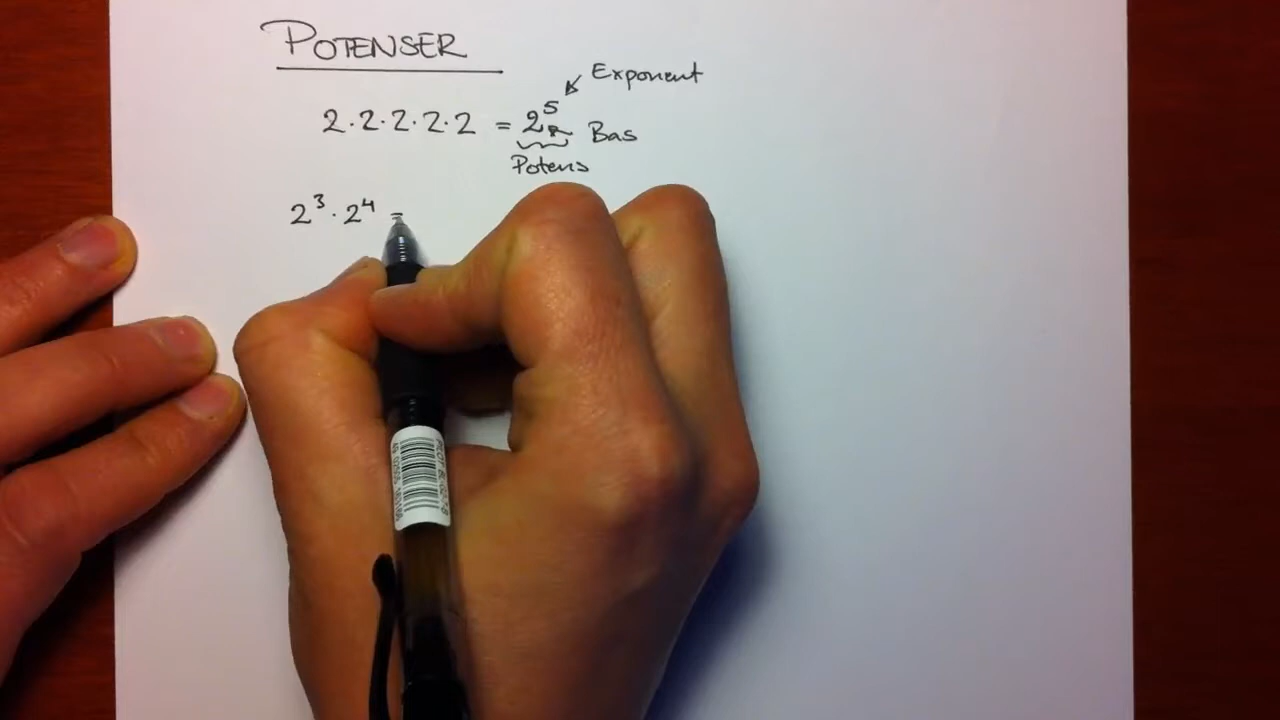 POTENSER
Exponent
2·2·2·2·2 = 2⁵ Bas
Potens
2³·2⁴ =